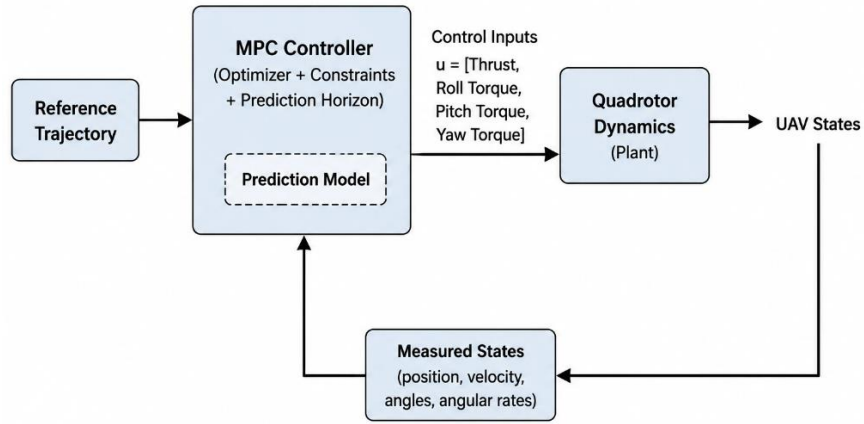 Reference
Trajectory
MPC Controller
(Optimizer + Constraints
+ Prediction Horizon)
Prediction Model
Control Inputs
u = [Thrust,
Roll Torque,
Pitch Torque,
Yaw Torque]
Quadrotor
Dynamics
(Plant)
UAV States
Measured States
(position, velocity,
angles, angular rates)